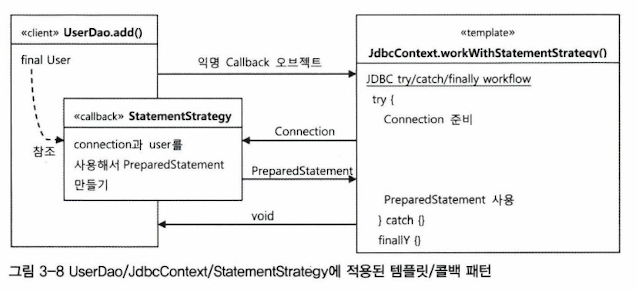 «client» UserDao.add()
final User
참조
«callback» StatementStrategy
connection과 user를
사용해서 PreparedStatement
만들기
익명 Callback 오브젝트
Connection
PreparedStatement
void
«template»
JdbcContext.workWithStatementStrategy()
JDBC try/catch/finally workflow
try {
Connection 준비
PreparedStatement 사용
} catch {}
finallY {}
그림 3-8 UserDao/JdbcContext/StatementStrategy에 적용된 템플릿/콜백 패턴